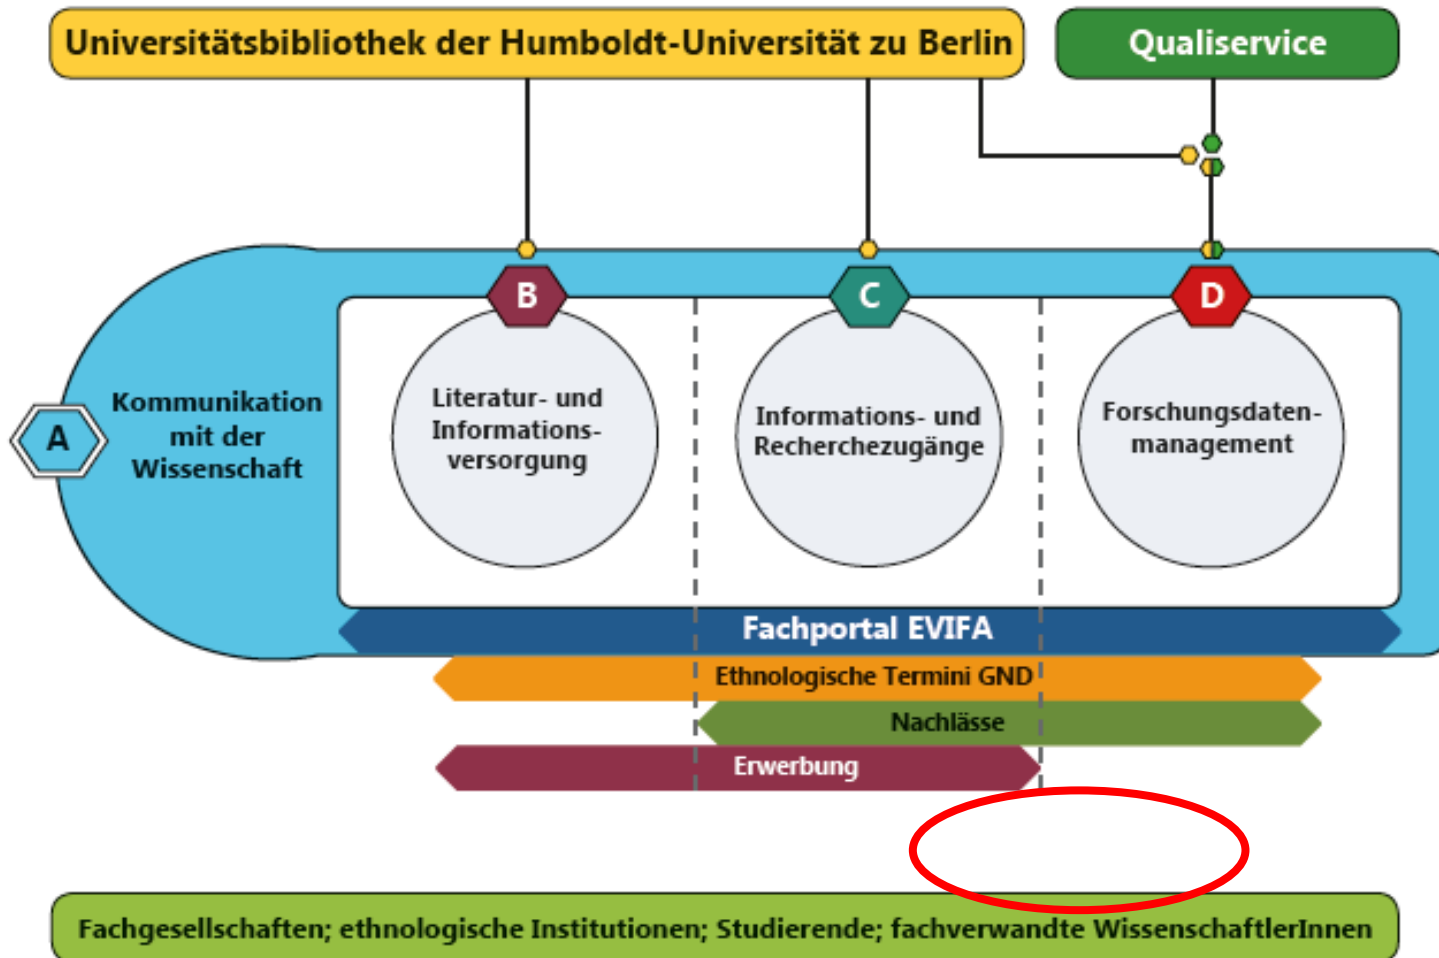 Universitätsbibliothek der Humboldt-Universität zu Berlin
Qualiservice
B
C
D
A
Kommunikation
mit der
Wissenschaft
Literatur- und
Informations-
versorgung
Informations- und
Recherchezugänge
Forschungsdaten-
management
Fachportal EVIFA
Ethnologische Termini GND
Nachlässe
Erwerbung
Fachgesellschaften; ethnologische Institutionen; Studierende; fachverwandte WissenschaftlerInnen